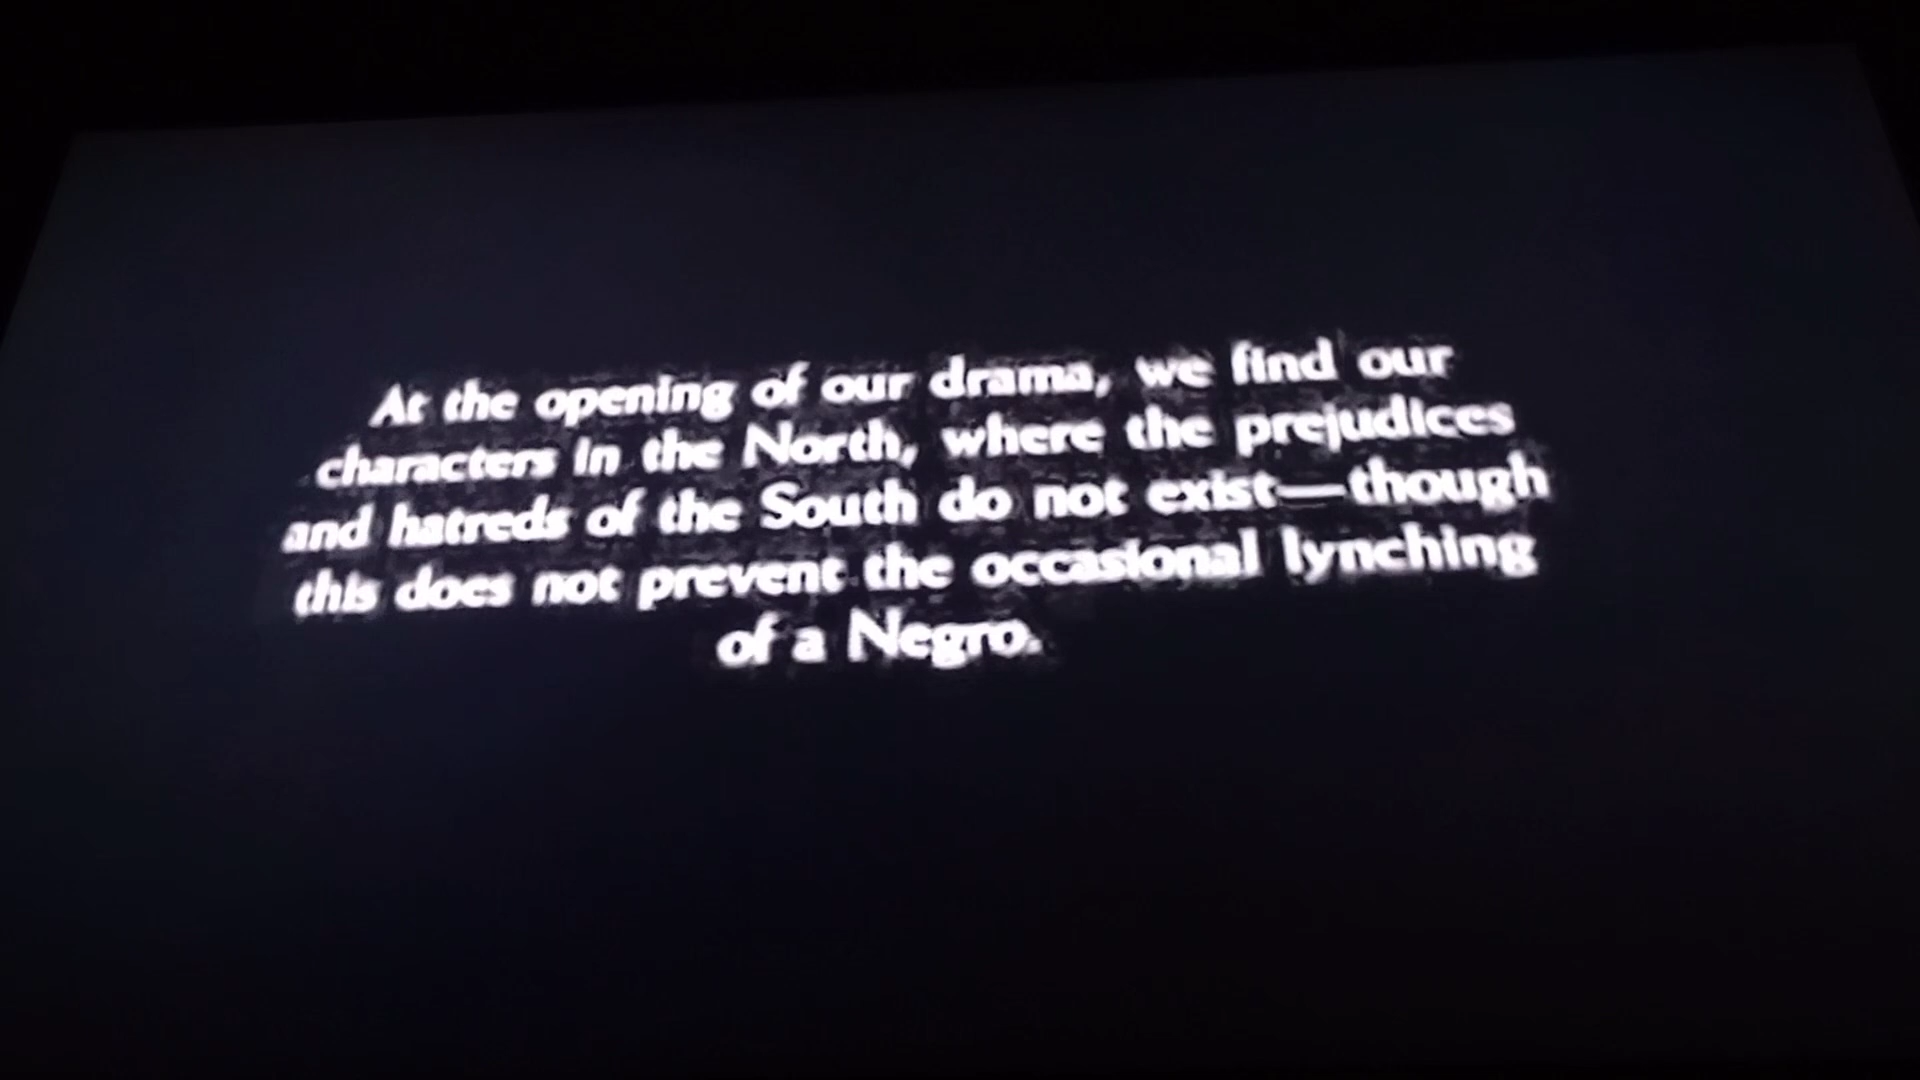 At the opening of our drama, we find our
characters in the North, where the prejudices
and hatreds of the South do not exist—though
this does not prevent the occasional lynching
of a Negro.